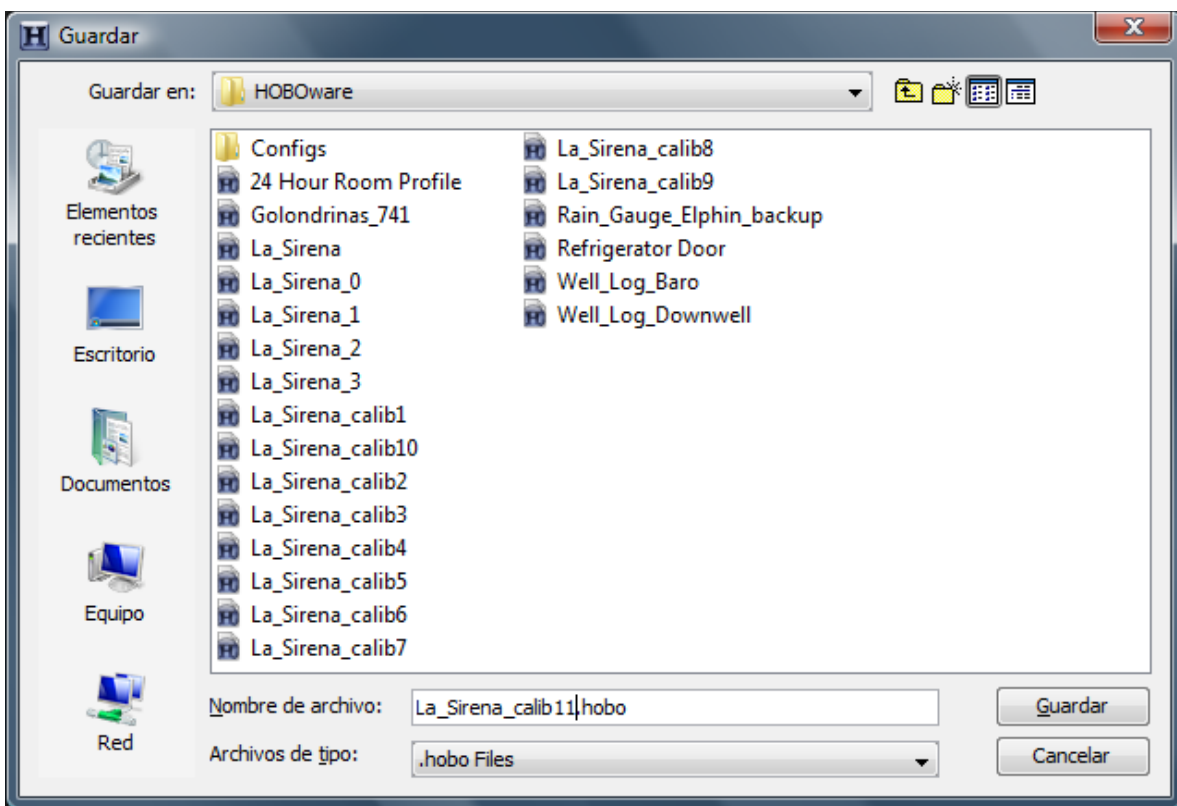 Guardar
Guardar en:
HOBOware
Elementos
recientes
Escritorio
Documentos
Equipo
Red
Configs
24 Hour Room Profile
Golondrinas_741
La_Sirena
La_Sirena_0
La_Sirena_1
La_Sirena_2
La_Sirena_3
La_Sirena_calib1
La_Sirena_calib10
La_Sirena_calib2
La_Sirena_calib3
La_Sirena_calib4
La_Sirena_calib5
La_Sirena_calib6
La_Sirena_calib7
La_Sirena_calib8
La_Sirena_calib9
Rain_Gauge_Elphin_backup
Refrigerator Door
Well_Log_Baro
Well_Log_Downwell
Nombre de archivo:
La_Sirena_calib11.hobo
Guardar
Archivos de tipo:
.hobo Files
Cancelar